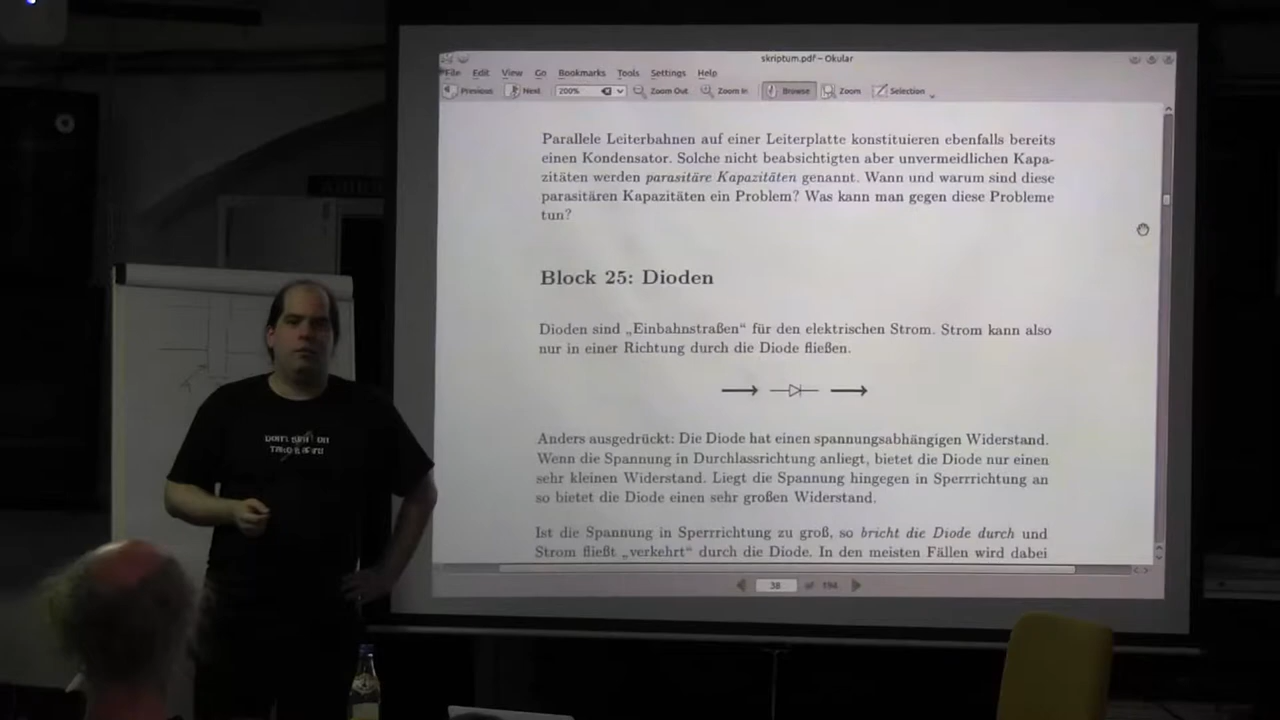 skriptum.pdf – Okular
File Edit View Go Bookmarks Tools Settings Help
Previous Next 200% Zoom Out Zoom In Browse Zoom Selection
Parallele Leiterbahnen auf einer Leiterplatte konstituieren ebenfalls bereits
einen Kondensator. Solche nicht beabsichtigten aber unvermeidlichen Kapa-
zitäten werden parasitäre Kapazitäten genannt. Wann und warum sind diese
parasitären Kapazitäten ein Problem? Was kann man gegen diese Probleme
tun?
Block 25: Dioden
Dioden sind „Einbahnstraßen“ für den elektrischen Strom. Strom kann also
nur in einer Richtung durch die Diode fließen.
Anders ausgedrückt: Die Diode hat einen spannungsabhängigen Widerstand.
Wenn die Spannung in Durchlassrichtung anliegt, bietet die Diode nur einen
sehr kleinen Widerstand. Liegt die Spannung hingegen in Sperrrichtung an
so bietet die Diode einen sehr großen Widerstand.
Ist die Spannung in Sperrrichtung zu groß, so bricht die Diode durch und
Strom fließt „verkehrt“ durch die Diode. In den meisten Fällen wird dabei
38 of 194